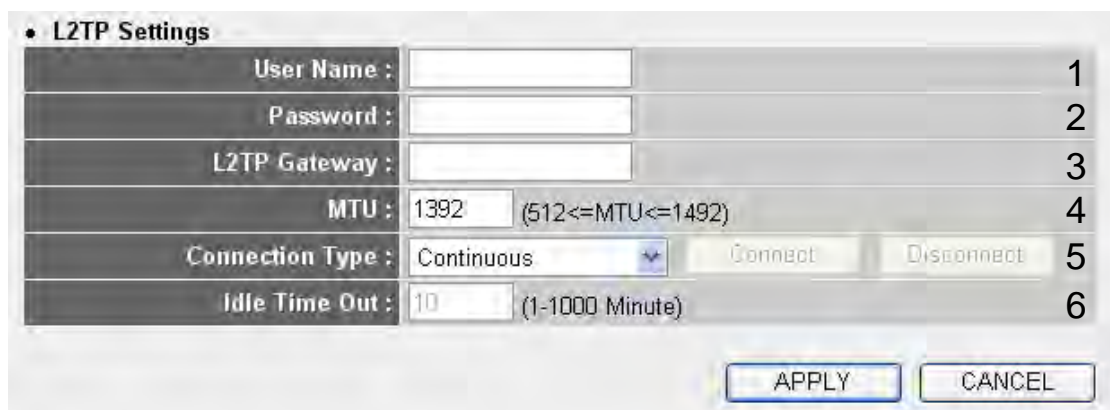 • L2TP Settings
User Name : 1
Password : 2
L2TP Gateway : 3
MTU : 1392 (512<=MTU<=1492) 4
Connection Type : Continuous Connect Disconnect 5
Idle Time Out : 10 (1-1000 Minute) 6
APPLY CANCEL